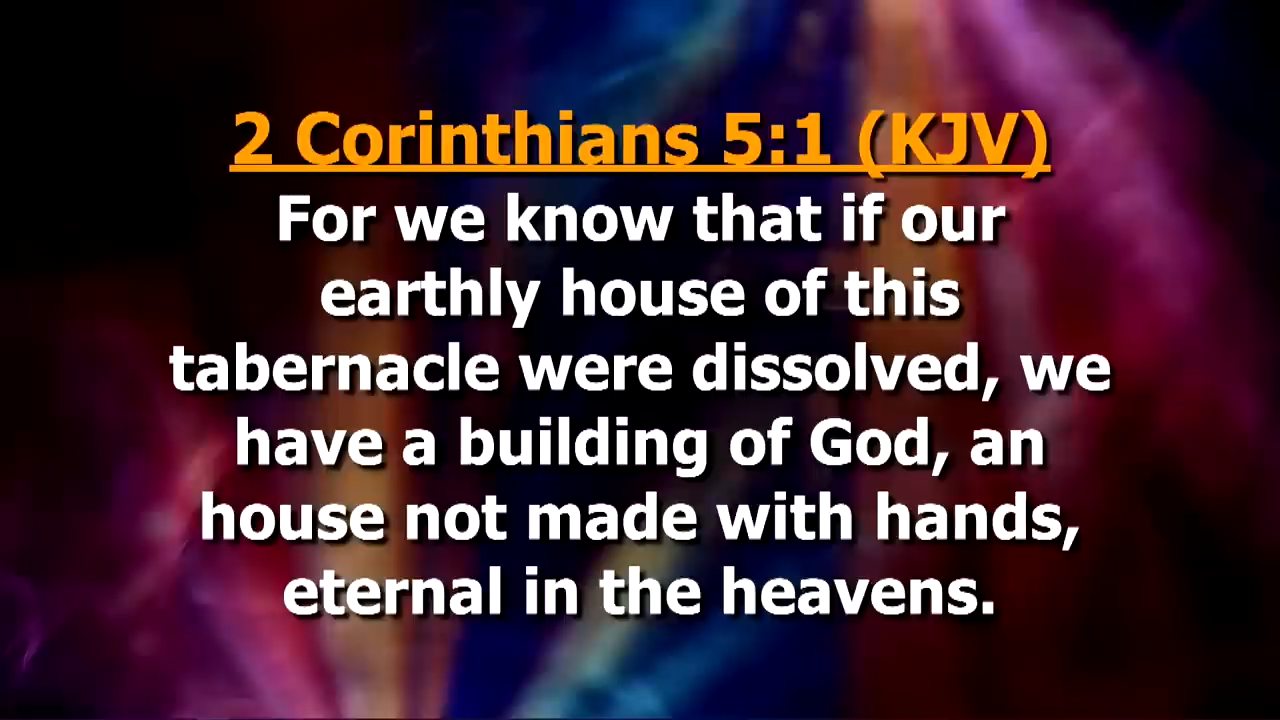 2 Corinthians 5:1 (KJV)
For we know that if our
earthly house of this
tabernacle were dissolved, we
have a building of God, an
house not made with hands,
eternal in the heavens.